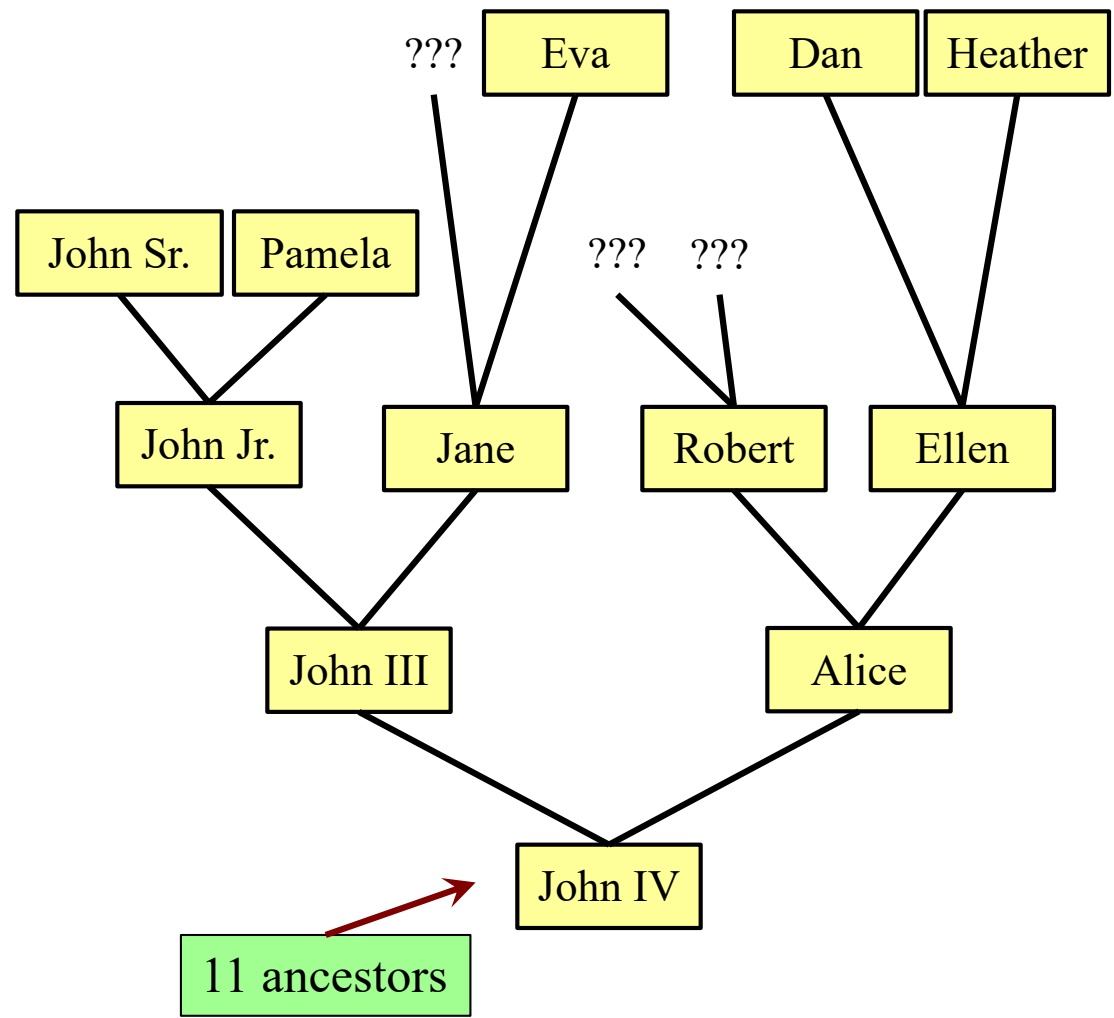 ???
Eva
Dan
Heather
John Sr.
Pamela
???
???
John Jr.
Jane
Robert
Ellen
John III
Alice
John IV
11 ancestors